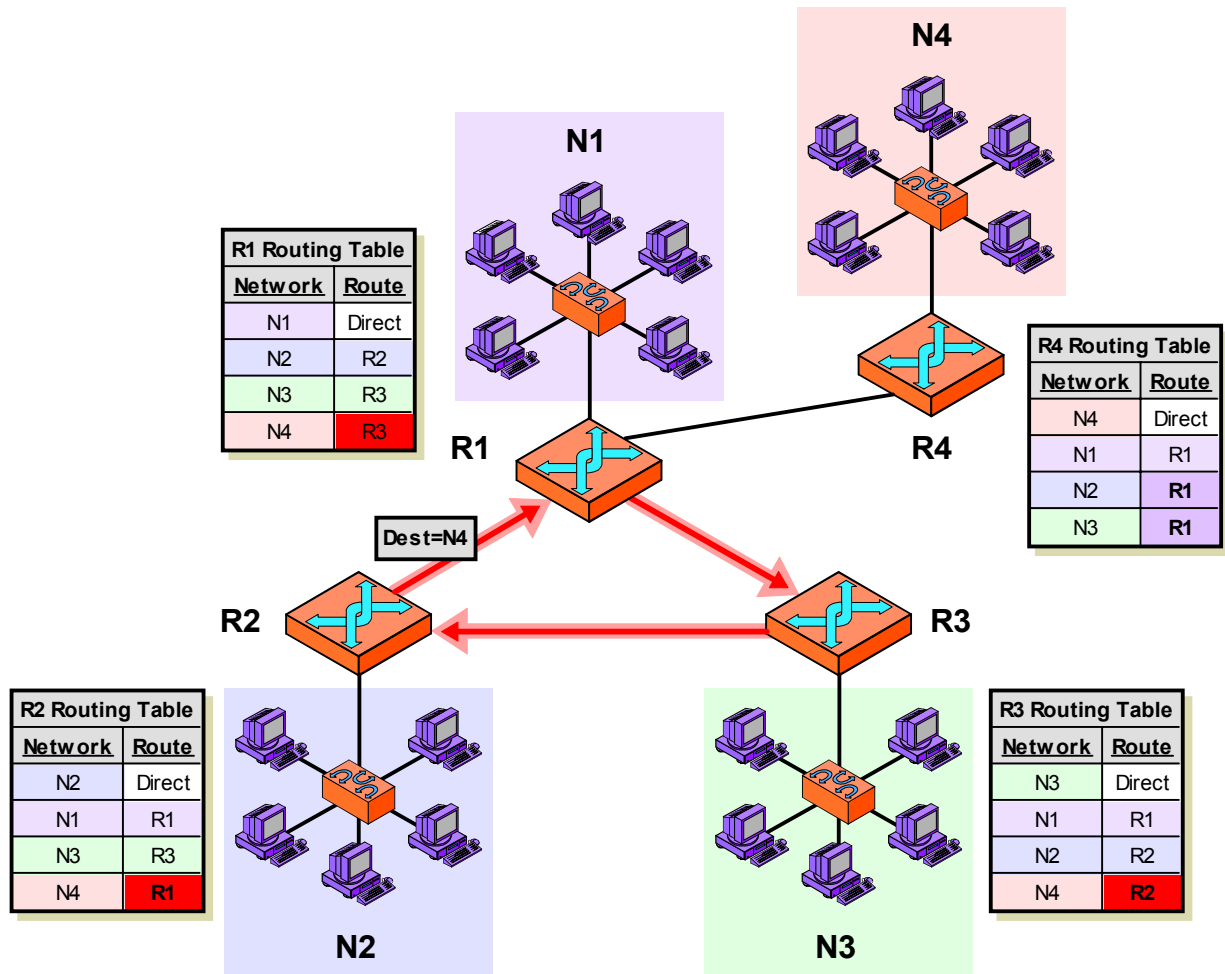 N4
N1
R1 Routing Table
Network Route
N1 Direct
N2 R2
N3 R3
N4 R3
R4 Routing Table
Network Route
N4 Direct
N1 R1
N2 R1
N3 R1
R1
R4
Dest=N4
R2
R3
R2 Routing Table
Network Route
N2 Direct
N1 R1
N3 R3
N4 R1
R3 Routing Table
Network Route
N3 Direct
N1 R1
N2 R2
N4 R2
N2
N3